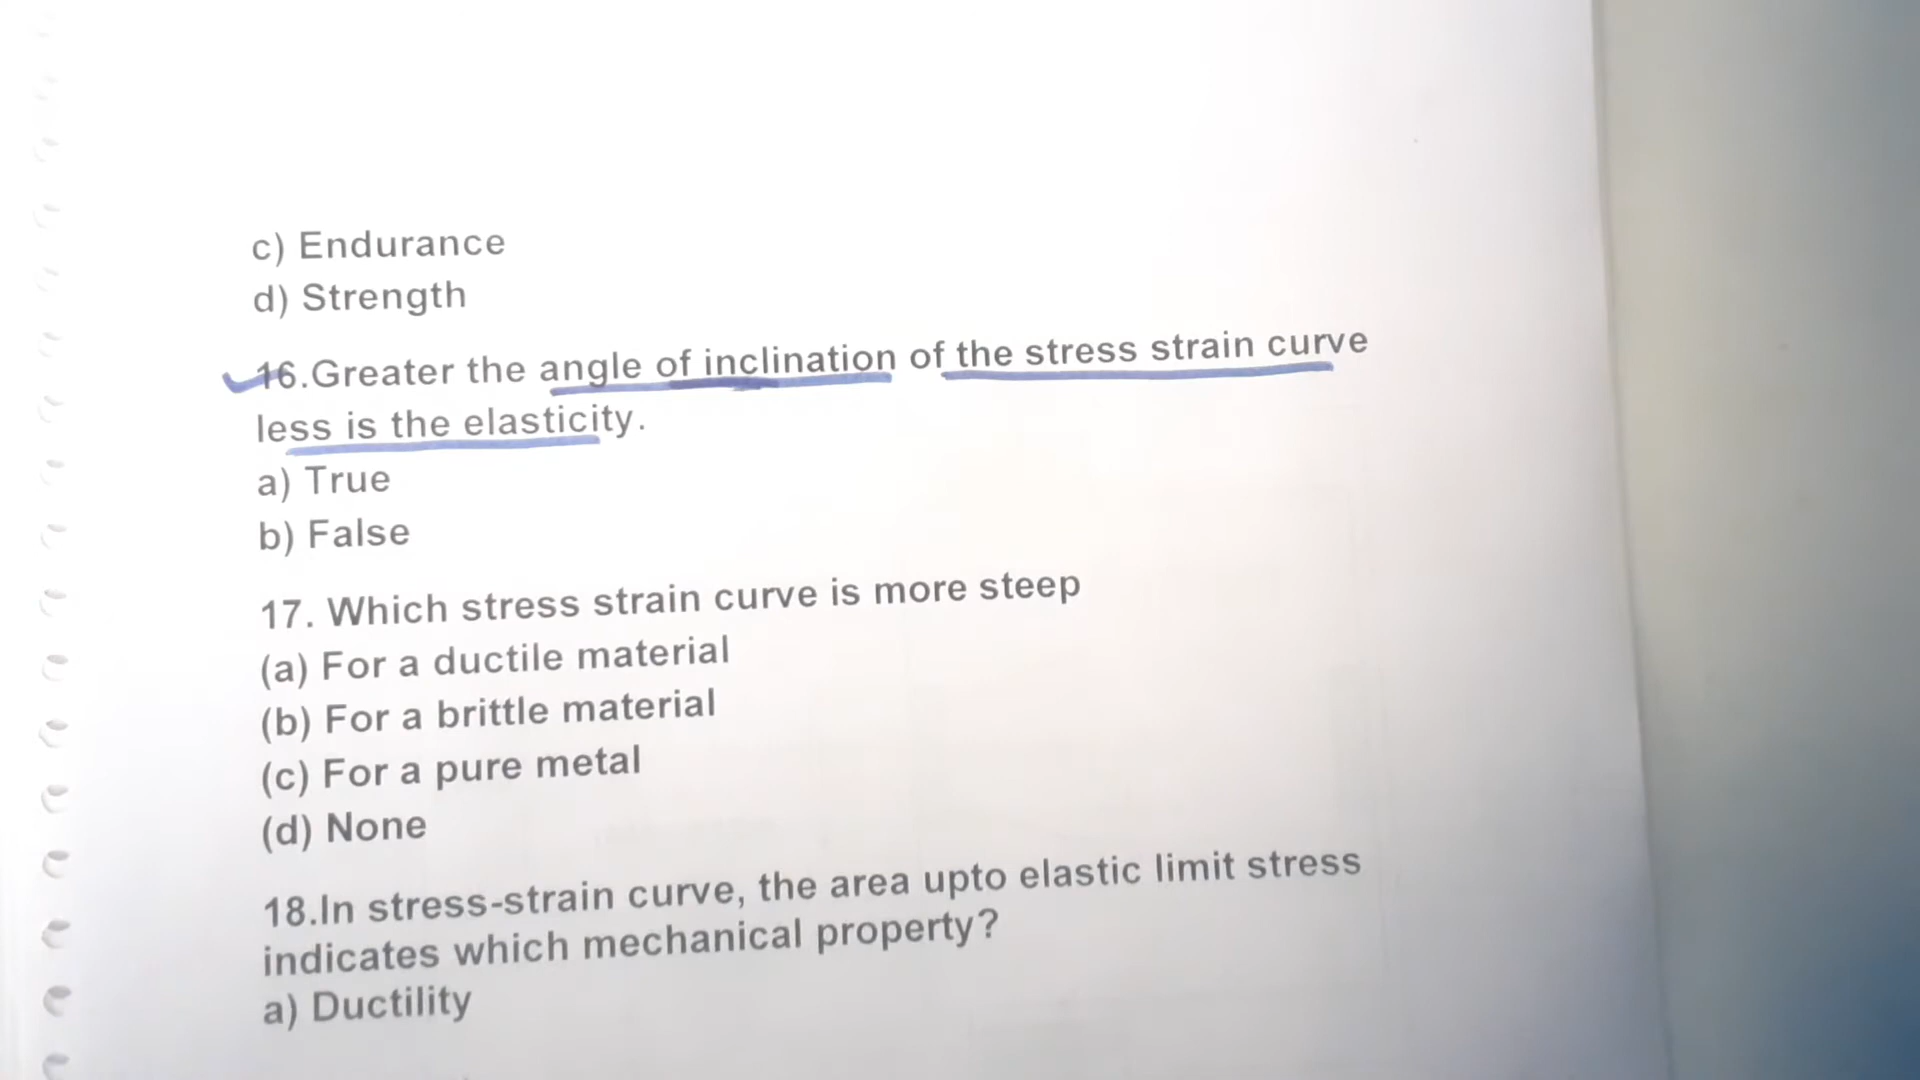 c) Endurance
d) Strength
16.Greater the angle of inclination of the stress strain curve
less is the elasticity.
a) True
b) False
17. Which stress strain curve is more steep
(a) For a ductile material
(b) For a brittle material
(c) For a pure metal
(d) None
18.In stress-strain curve, the area upto elastic limit stress
indicates which mechanical property?
a) Ductility